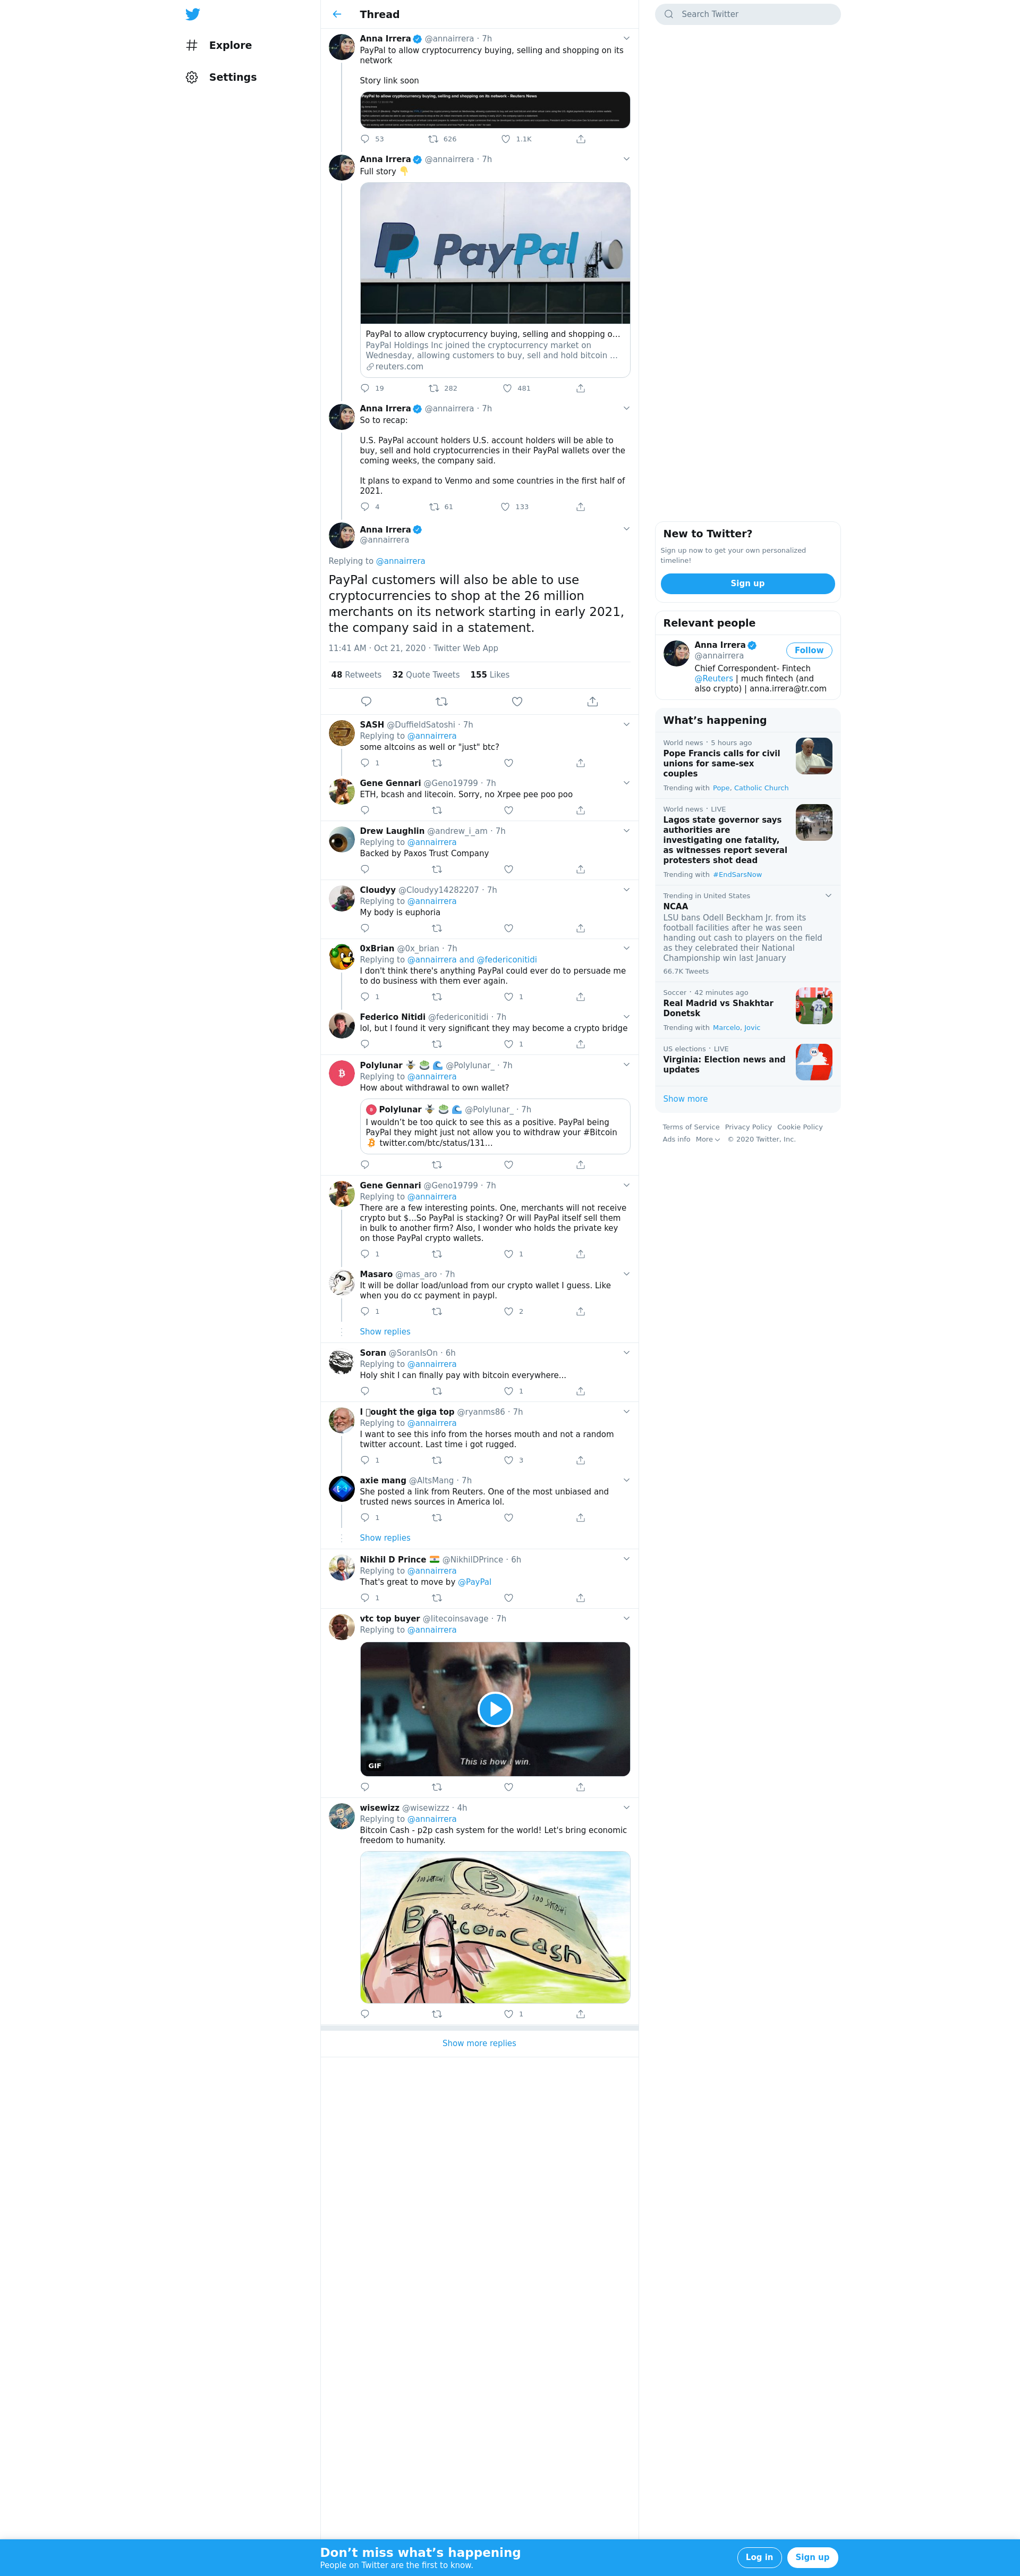 Explore
Settings
Thread
Anna Irrera @annairrera · 7h
PayPal to allow cryptocurrency buying, selling and shopping on its
network
Story link soon
PayPal to allow cryptocurrency buying, selling and shopping on its network - Reuters News
53 626 1.1K
Anna Irrera @annairrera · 7h
Full story 👇
PayPal
PayPal to allow cryptocurrency buying, selling and shopping o...
PayPal Holdings Inc joined the cryptocurrency market on
Wednesday, allowing customers to buy, sell and hold bitcoin ...
reuters.com
19 282 481
Anna Irrera @annairrera · 7h
So to recap:
U.S. PayPal account holders U.S. account holders will be able to
buy, sell and hold cryptocurrencies in their PayPal wallets over the
coming weeks, the company said.
It plans to expand to Venmo and some countries in the first half of
2021.
4 61 133
Anna Irrera
@annairrera
Replying to @annairrera
PayPal customers will also be able to use
cryptocurrencies to shop at the 26 million
merchants on its network starting in early 2021,
the company said in a statement.
11:41 AM · Oct 21, 2020 · Twitter Web App
48 Retweets 32 Quote Tweets 155 Likes
SASH @DuffieldSatoshi · 7h
Replying to @annairrera
some altcoins as well or "just" btc?
1
Gene Gennari @Geno19799 · 7h
ETH, bcash and litecoin. Sorry, no Xrpee pee poo poo
Drew Laughlin @andrew_i_am · 7h
Replying to @annairrera
Backed by Paxos Trust Company
Cloudyy @Cloudyy14282207 · 7h
Replying to @annairrera
My body is euphoria
0xBrian @0x_brian · 7h
Replying to @annairrera and @federiconitidi
I don't think there's anything PayPal could ever do to persuade me
to do business with them ever again.
1 1
Federico Nitidi @federiconitidi · 7h
lol, but I found it very significant they may become a crypto bridge
1
Polylunar @Polylunar_ · 7h
Replying to @annairrera
How about withdrawal to own wallet?
Polylunar @Polylunar_ · 7h
I wouldn't be too quick to see this as a positive. PayPal being
PayPal they might just not allow you to withdraw your #Bitcoin
twitter.com/btc/status/131...
Gene Gennari @Geno19799 · 7h
Replying to @annairrera
There are a few interesting points. One, merchants will not receive
crypto but $...So PayPal is stacking? Or will PayPal itself sell them
in bulk to another firm? Also, I wonder who holds the private key
on those PayPal crypto wallets.
1 1
Masaro @mas_aro · 7h
It will be dollar load/unload from our crypto wallet I guess. Like
when you do cc payment in paypl.
1 2
Show replies
Soran @SoranIsOn · 6h
Replying to @annairrera
Holy shit I can finally pay with bitcoin everywhere...
1
I ▯ought the giga top @ryanms86 · 7h
Replying to @annairrera
I want to see this info from the horses mouth and not a random
twitter account. Last time i got rugged.
1 3
axie mang @AltsMang · 7h
She posted a link from Reuters. One of the most unbiased and
trusted news sources in America lol.
1
Show replies
Nikhil D Prince 🇮🇳 @NikhilDPrince · 6h
Replying to @annairrera
That's great to move by @PayPal
1
vtc top buyer @litecoinsavage · 7h
Replying to @annairrera
This is how I win.
GIF
wisewizz @wisewizzz · 4h
Replying to @annairrera
Bitcoin Cash - p2p cash system for the world! Let's bring economic
freedom to humanity.
Bitcoin Cash
1
Show more replies
Search Twitter
New to Twitter?
Sign up now to get your own personalized
timeline!
Sign up
Relevant people
Anna Irrera
@annairrera
Follow
Chief Correspondent- Fintech
@Reuters | much fintech (and
also crypto) | anna.irrera@tr.com
What's happening
World news · 5 hours ago
Pope Francis calls for civil
unions for same-sex
couples
Trending with Pope, Catholic Church
World news · LIVE
Lagos state governor says
authorities are
investigating one fatality,
as witnesses report several
protesters shot dead
Trending with #EndSarsNow
Trending in United States
NCAA
LSU bans Odell Beckham Jr. from its
football facilities after he was seen
handing out cash to players on the field
as they celebrated their National
Championship win last January
66.7K Tweets
Soccer · 42 minutes ago
Real Madrid vs Shakhtar
Donetsk
Trending with Marcelo, Jovic
US elections · LIVE
Virginia: Election news and
updates
Show more
Terms of Service Privacy Policy Cookie Policy
Ads info More © 2020 Twitter, Inc.
Don't miss what's happening
People on Twitter are the first to know.
Log in
Sign up